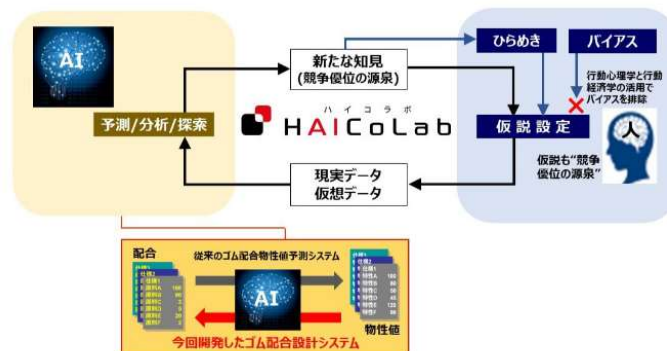 AI
予測/分析/探索
新たな知見
(競争優位の源泉)
ハイコラボ
HAICoLab
現実データ
仮想データ
ひらめき
バイアス
行動心理学と行動
経済学の活用で
バイアスを排除
仮説設定
人
仮説も“競争
優位の源泉”
配合
従来のゴム配合物性値予測システム
AI
物性値
今回開発したゴム配合設計システム